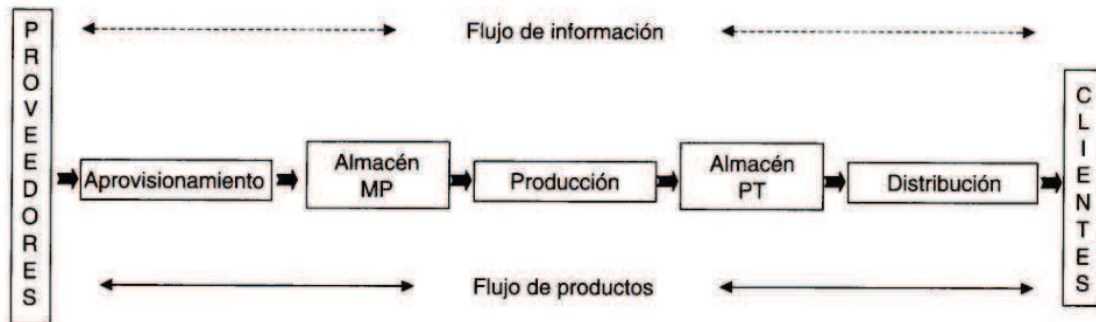 PROVEEDORES
Flujo de información
Aprovisionamiento
Almacén
MP
Producción
Almacén
PT
Distribución
CLIENTES
Flujo de productos